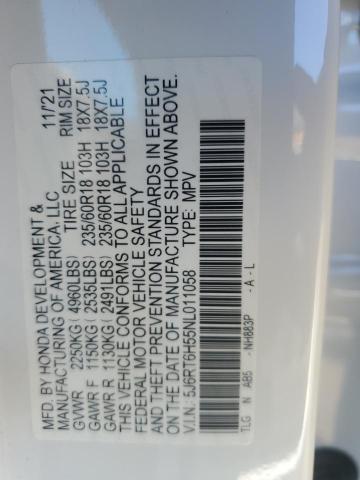 MFD. BY HONDA DEVELOPMENT & 11/'21
MANUFACTURING OF AMERICA, LLC
GVWR 2250KG (4960LBS) TIRE SIZE RIM SIZE
GAWR F 1150KG (2535LBS) 235/60R18 103H 18X7.5J
GAWR R 1130KG (2491LBS) 235/60R18 103H 18X7.5J
THIS VEHICLE CONFORMS TO ALL APPLICABLE
FEDERAL MOTOR VEHICLE SAFETY
AND THEFT PREVENTION STANDARDS IN EFFECT
ON THE DATE OF MANUFACTURE SHOWN ABOVE.
V.I.N.: 5J6RT6H55NL011058 TYPE: MPV
TLG N AB5 -NH883P -A-L